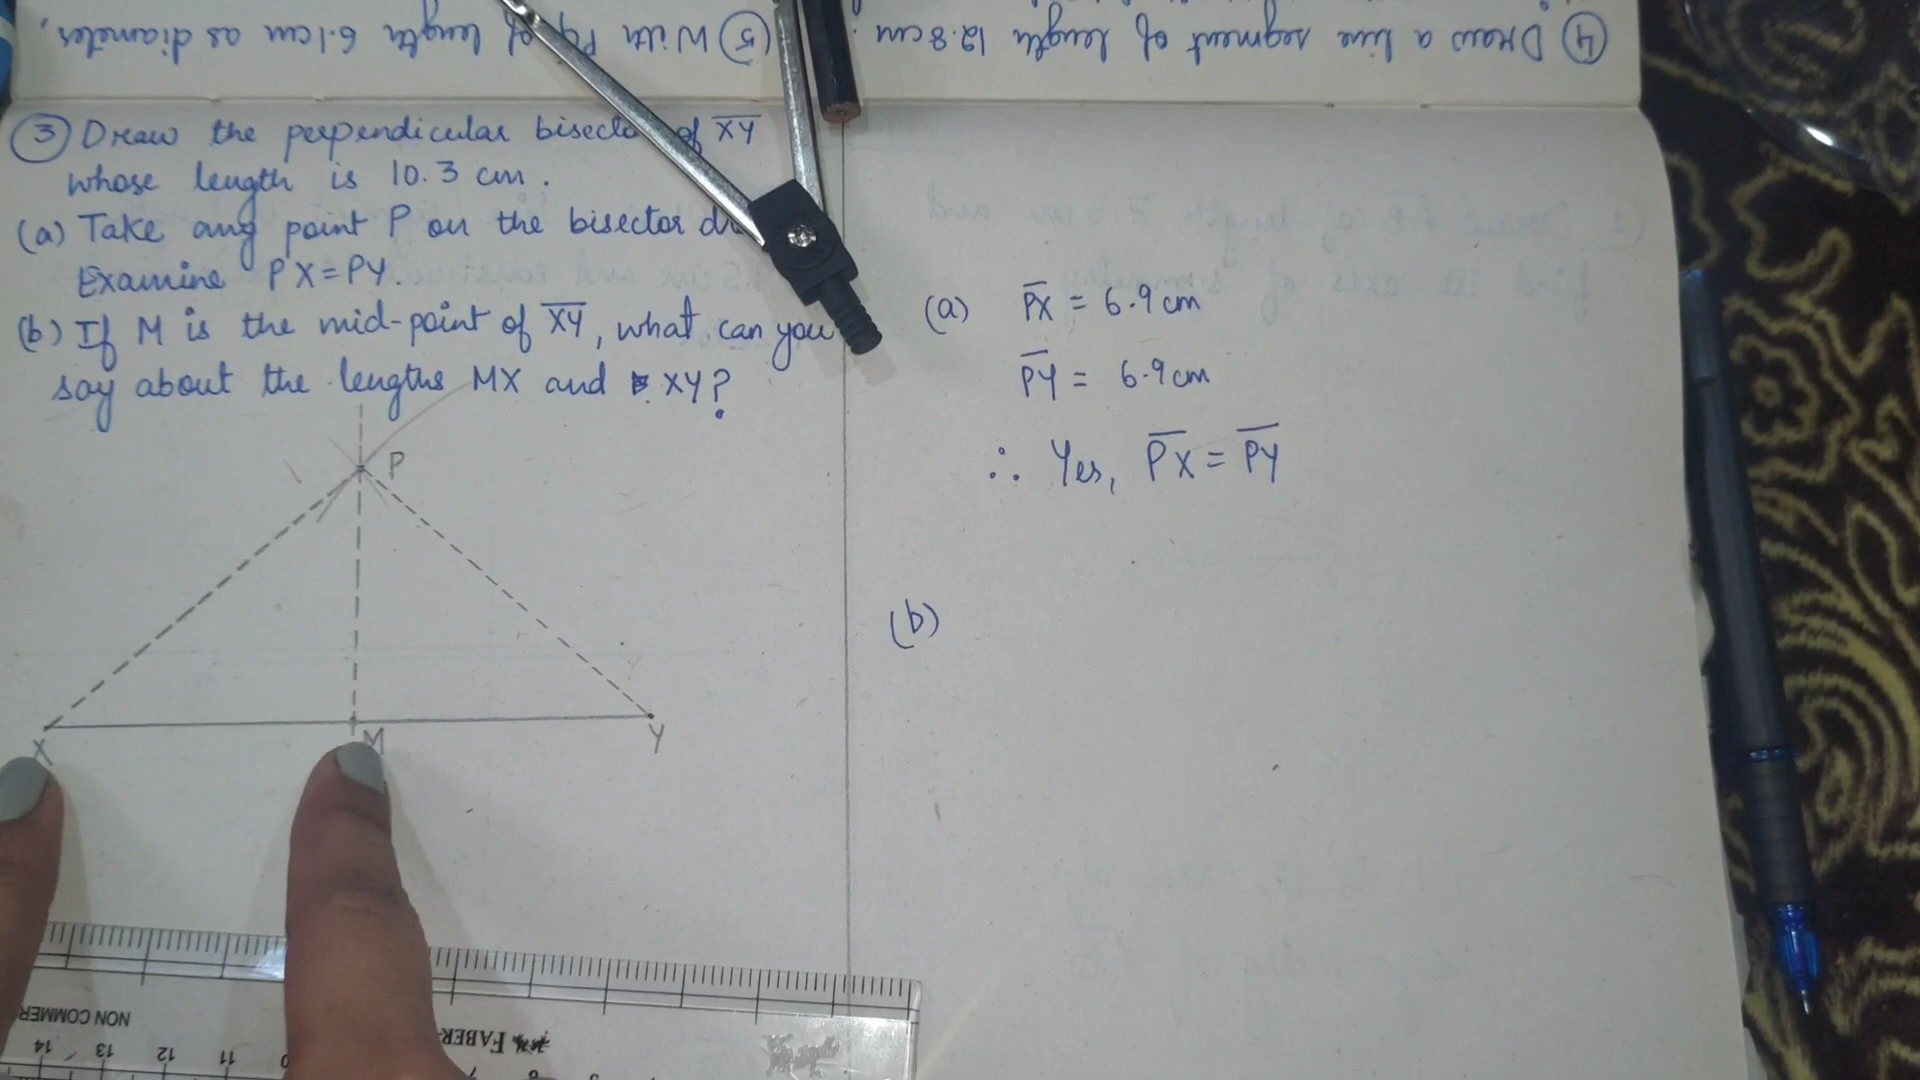 ④ Draw a line segment of length 12.8 cm.
⑤ With PQ of length 6.1cm as diameter,
③ Draw the perpendicular bisector of XY
whose length is 10.3 cm.
(a) Take any point P on the bisector
Examine PX = PY.
(b) If M is the mid-point of XY, what can you
say about the lengths MX and XY?
P
X
M
Y
(a) PX = 6.9 cm
PY = 6.9 cm
∴ Yes, PX = PY
(b)
NON COMMER
FABER
14 13 12 11